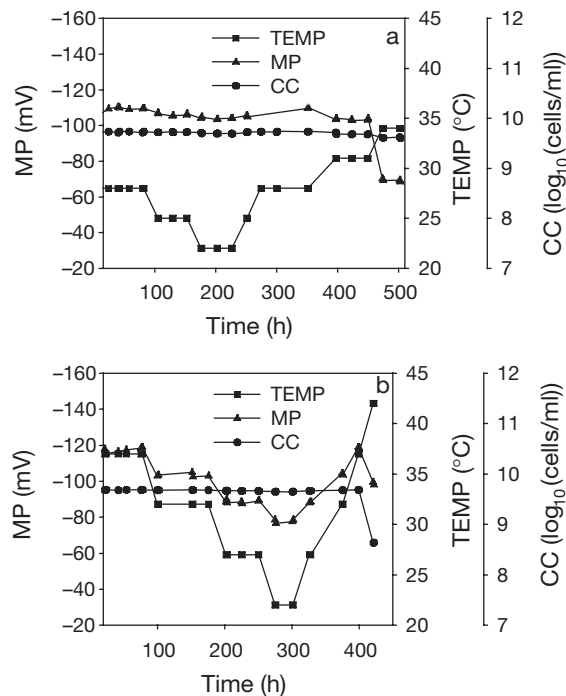 a
TEMP
MP
CC
−160
−140
−120
−100
−80
−60
−40
−20
MP (mV)
45
40
35
30
25
20
TEMP (°C)
12
11
10
9
8
7
CC (log10 (cells/ml))
100 200 300 400 500
Time (h)
b
TEMP
MP
CC
−160
−140
−120
−100
−80
−60
−40
−20
MP (mV)
45
40
35
30
25
20
TEMP (°C)
12
11
10
9
8
7
CC (log10 (cells/ml))
100 200 300 400
Time (h)